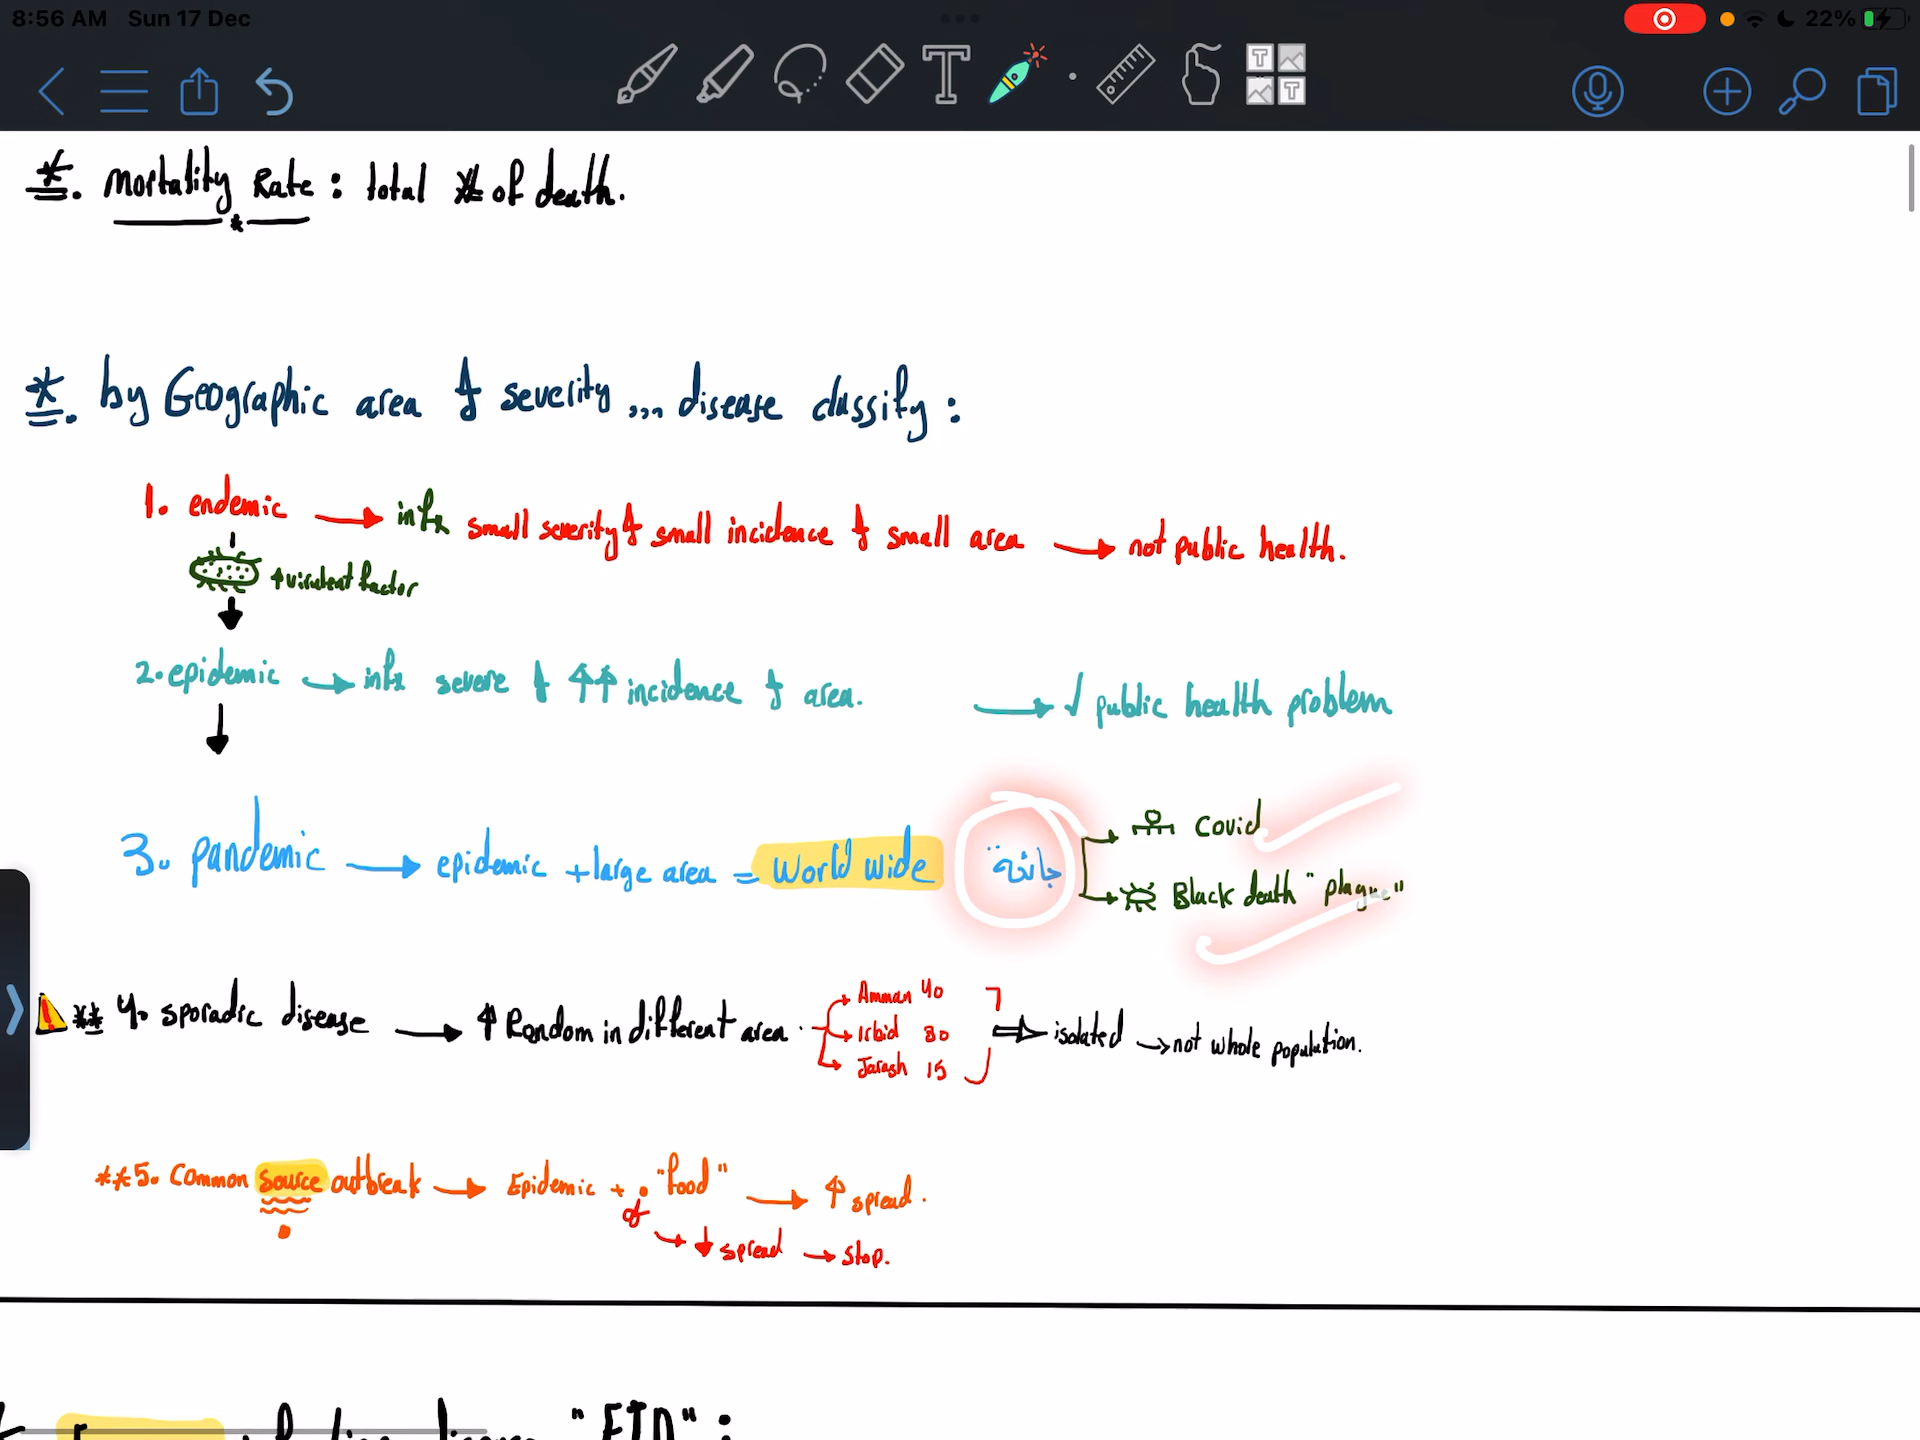 8:56 AM Sun 17 Dec
22%
*. Mortality Rate: total # of death.
*. by Geographic area & severity ,,, disease classify:
1. endemic → infx small severity & small incidence & small area → not public health.
↑virulent factor
↓
2. epidemic → infx severe & ↑↑ incidence & area. → √ public health problem
↓
3. pandemic → epidemic + large area = World wide جائحة
→ Covid
→ Black death "plague"
** 4. sporadic disease → ↑ Random in different area.
→ Amman 40
→ Irbid 80
→ Jarash 15
⇒ isolated → not whole population.
**5. Common source outbreak → Epidemic + "food" → ↑ spread.
→ ↓ spread → stop.